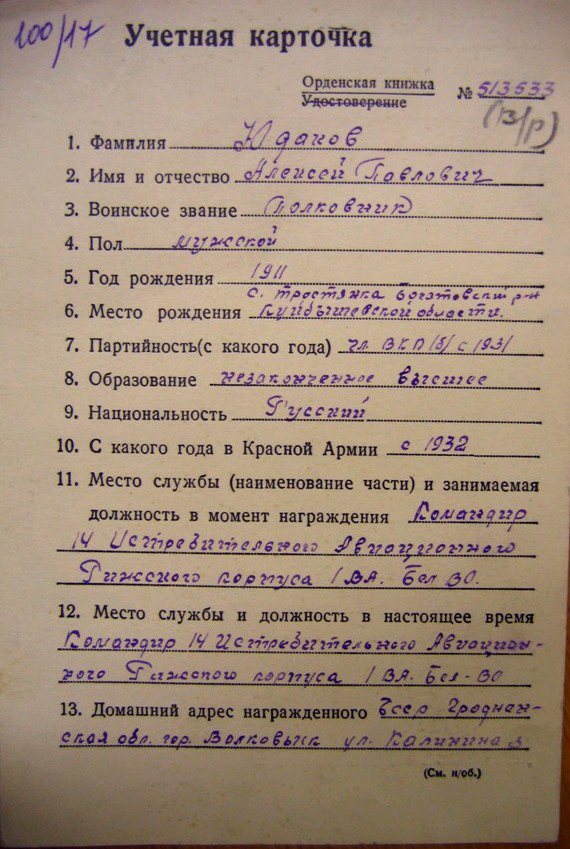 100/17 Учетная карточка
Орденская книжка
Удостоверение
№ 513533
(В/р)
1. Фамилия Юданов
2. Имя и отчество Алексей Павлович
3. Воинское звание Полковник
4. Пол мужской
5. Год рождения 1911
с. Тростянка Богатовский р-н
6. Место рождения Куйбышевской области.
7. Партийность(с какого года) чл ВКП/б/ с 1931
8. Образование незаконченное высшее
9. Национальность Русский
10. С какого года в Красной Армии с 1932
11. Место службы (наименование части) и занимаемая
должность в момент награждения Командир
14 Истребительного Авиационного
Рижского корпуса 1 ВА. Бел ВО.
12. Место службы и должность в настоящее время
Командир 14 Истребительного Авиацион-
ного Рижского корпуса 1 ВА. Бел-ВО
13. Домашний адрес награжденного Бсср Гроднен-
ская обл. гор. Волковыск ул. Калинина 3
(См. н/об.)